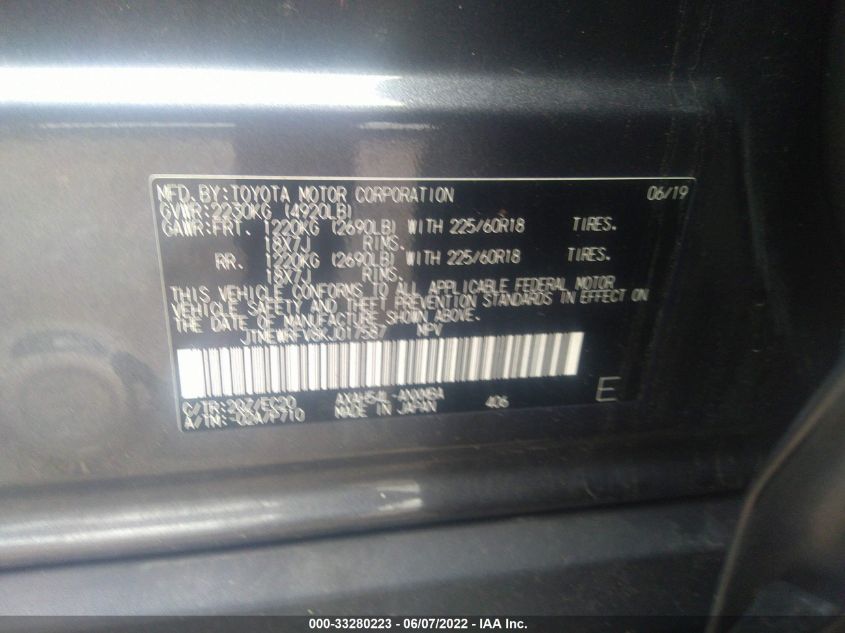 MFD.BY:TOYOTA MOTOR CORPORATION 06/19
GVWR:2230KG (4920LB)
GAWR:FRT. 1220KG (2690LB) WITH 225/60R18 TIRES.
18X7J RIMS.
RR. 1220KG (2690LB) WITH 225/60R18 TIRES.
18X7J RIMS.
THIS VEHICLE CONFORMS TO ALL APPLICABLE FEDERAL MOTOR
VEHICLE SAFETY AND THEFT PREVENTION STANDARDS IN EFFECT ON
THE DATE OF MANUFACTURE SHOWN ABOVE.
MPV
MADE IN JAPAN 406 E
000-33280223 - 06/07/2022 - IAA Inc.